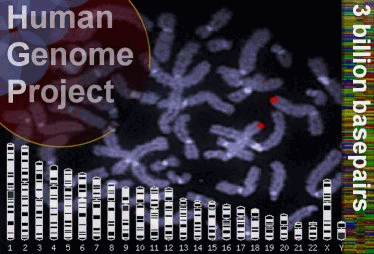 Human
Genome
Project
3 billion basepairs
1 2 3 4 5 6 7 8 9 10 11 12 13 14 15 16 17 18 19 20 21 22 X Y